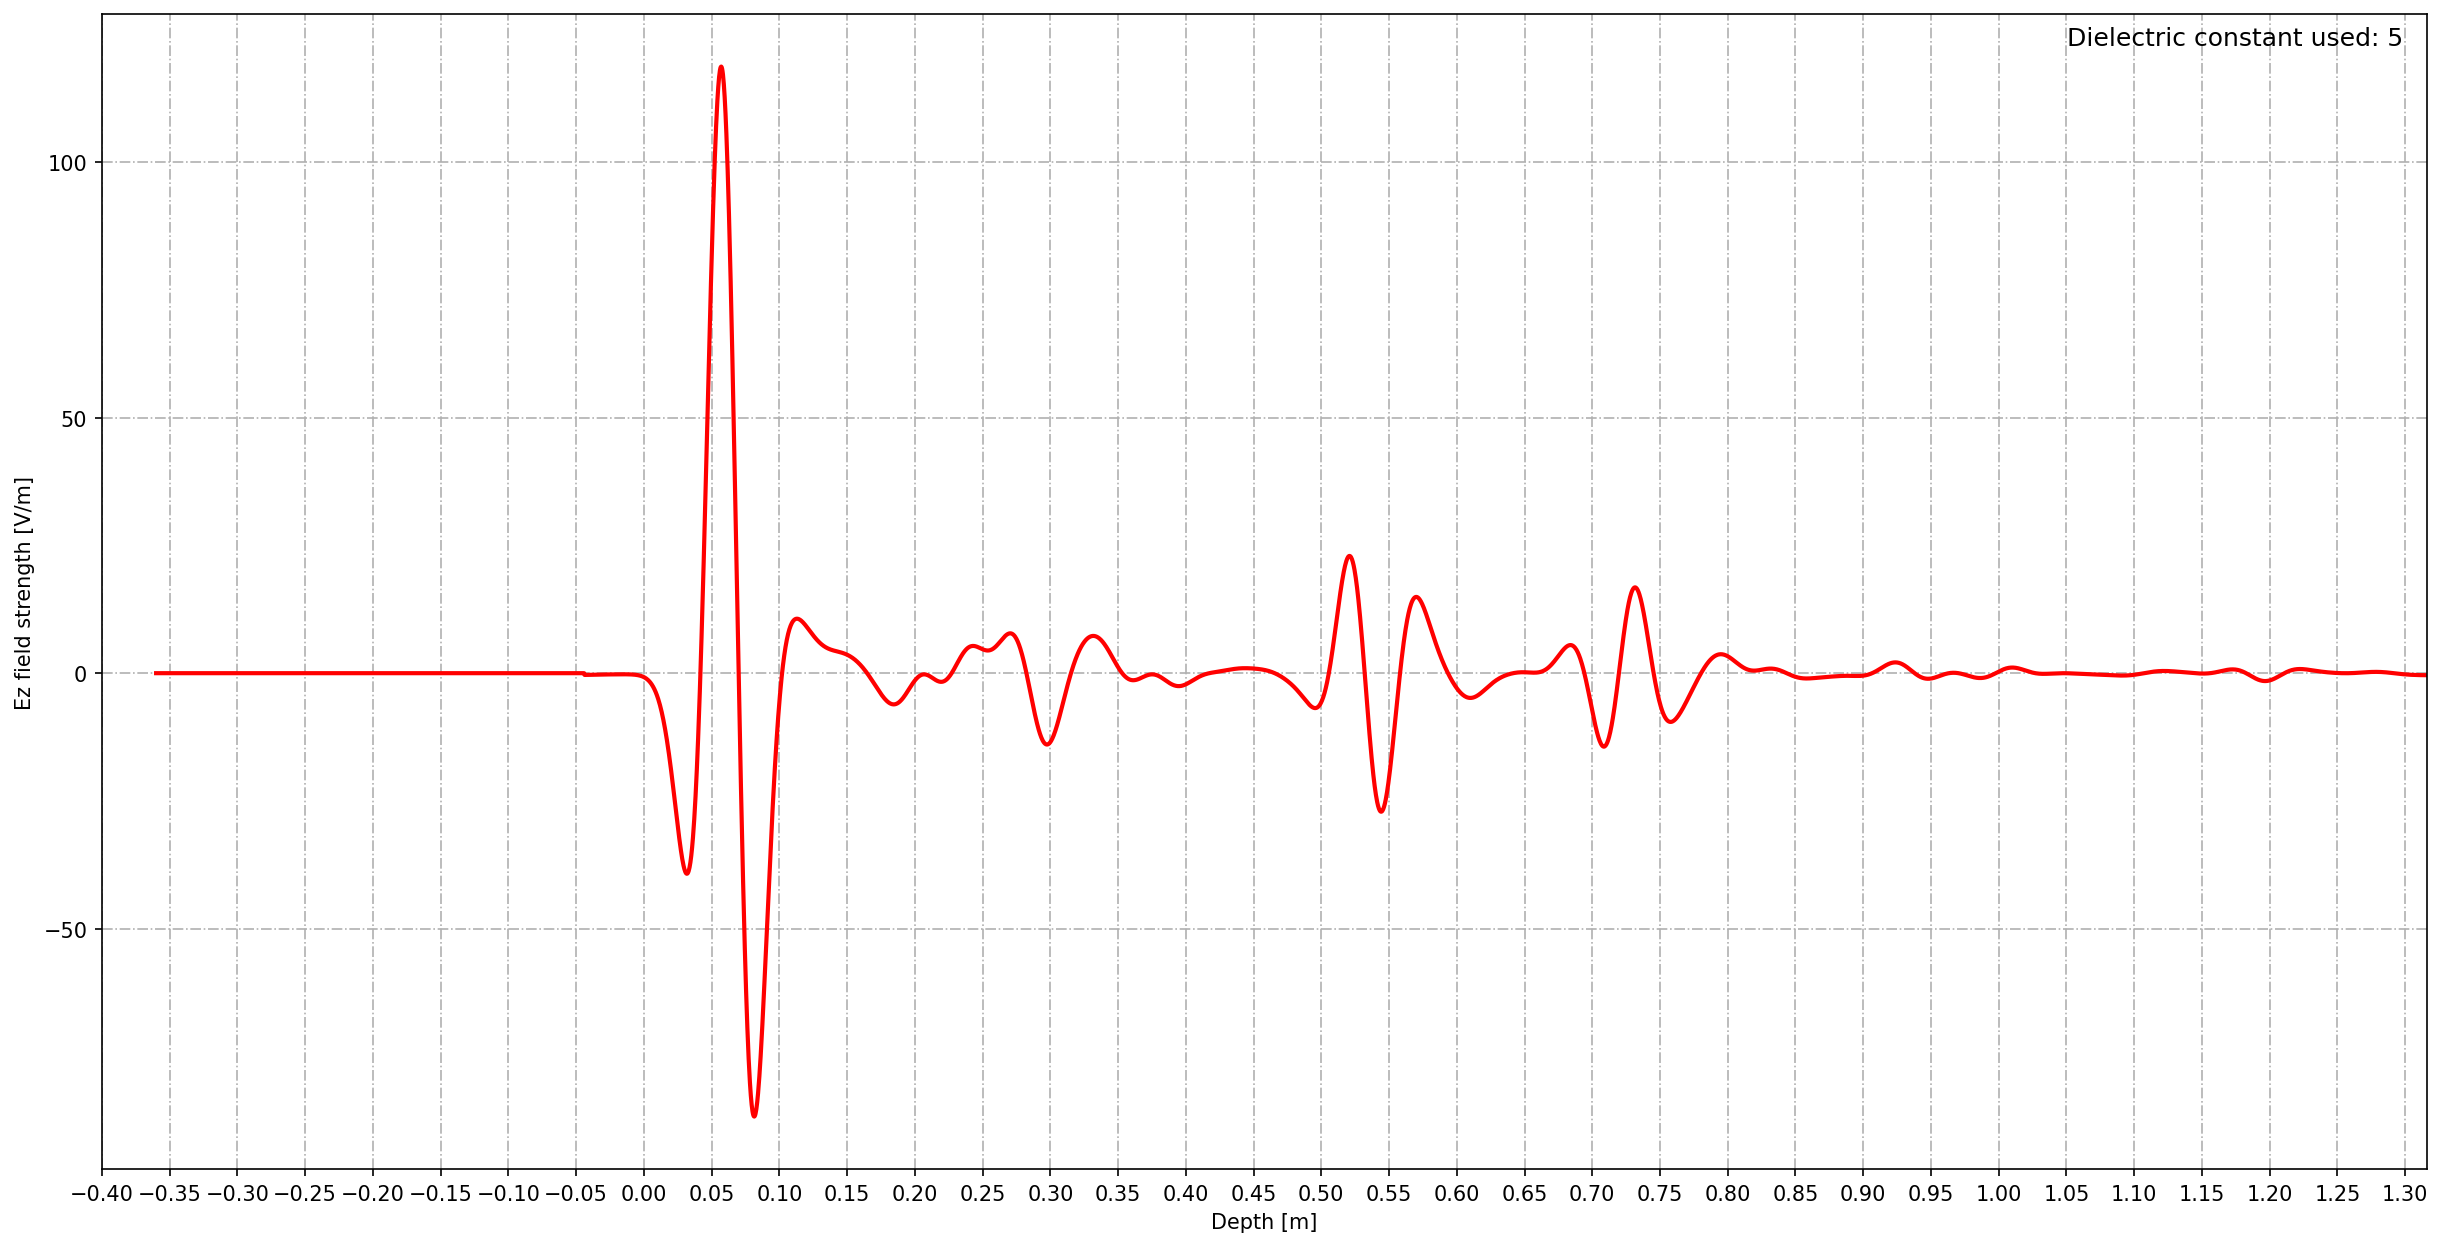 Dielectric constant used: 5
100
50
0
−50
Ez field strength [V/m]
−0.40 −0.35 −0.30 −0.25 −0.20 −0.15 −0.10 −0.05 0.00 0.05 0.10 0.15 0.20 0.25 0.30 0.35 0.40 0.45 0.50 0.55 0.60 0.65 0.70 0.75 0.80 0.85 0.90 0.95 1.00 1.05 1.10 1.15 1.20 1.25 1.30
Depth [m]